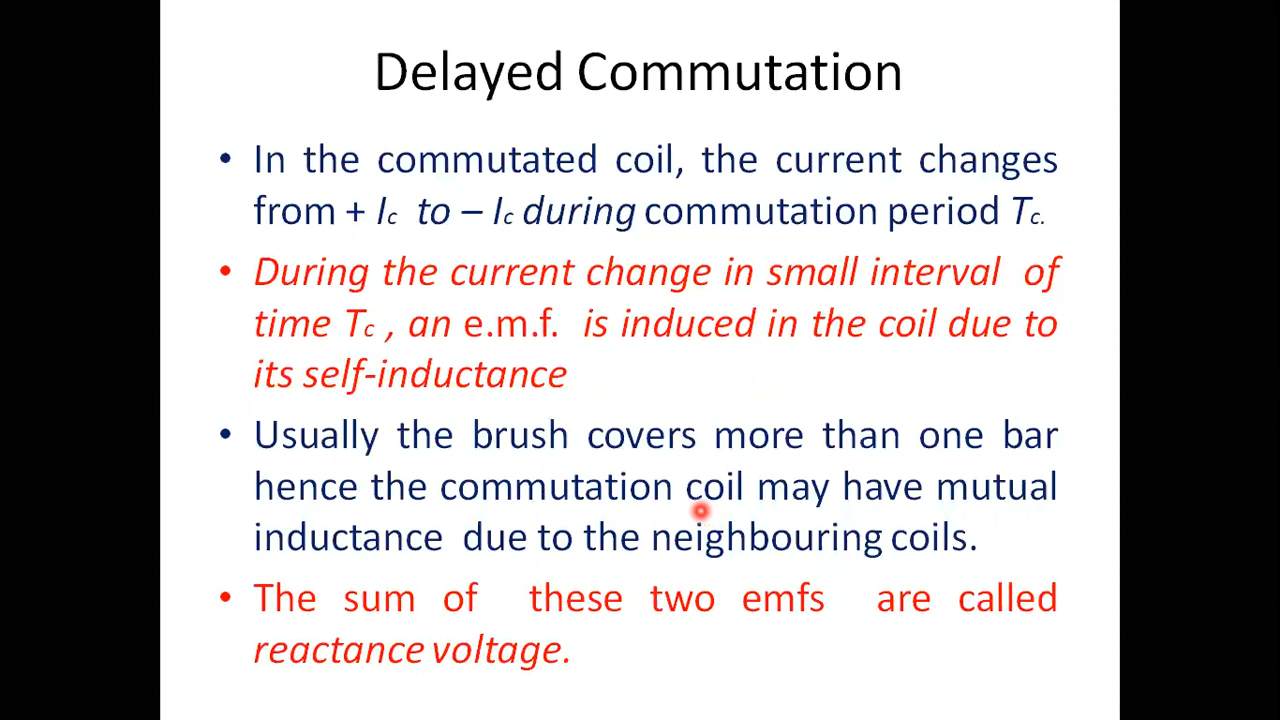 Delayed Commutation
• In the commutated coil, the current changes
from + Ic to – Ic during commutation period Tc.
• During the current change in small interval of
time Tc , an e.m.f. is induced in the coil due to
its self-inductance
• Usually the brush covers more than one bar
hence the commutation coil may have mutual
inductance due to the neighbouring coils.
• The sum of these two emfs are called
reactance voltage.